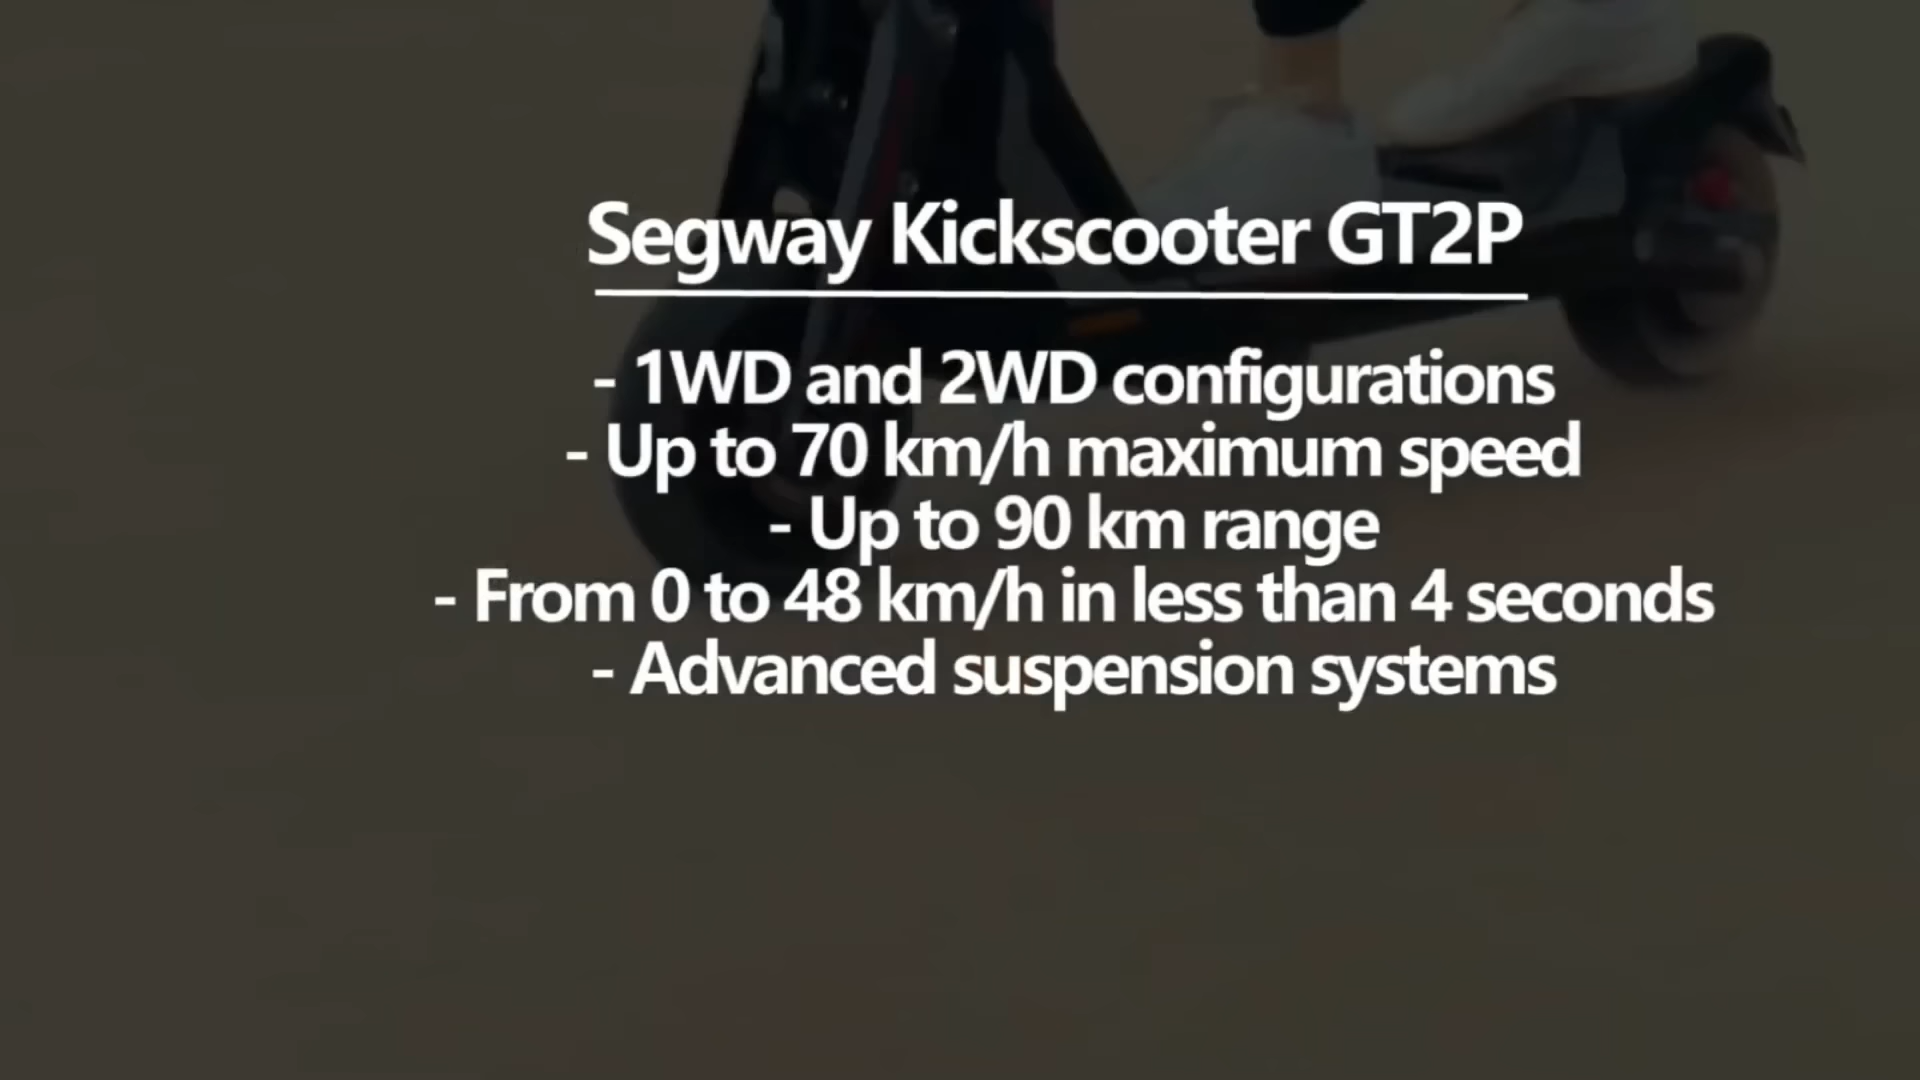 Segway Kickscooter GT2P
- 1WD and 2WD configurations
- Up to 70 km/h maximum speed
- Up to 90 km range
- From 0 to 48 km/h in less than 4 seconds
- Advanced suspension systems